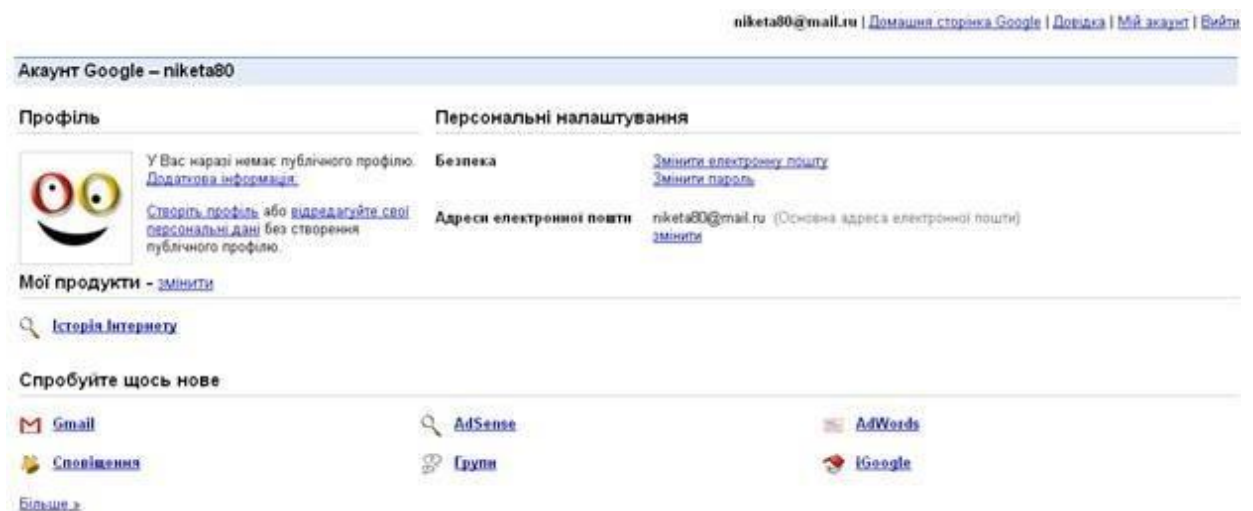 niketa80@mail.ru | Домашня сторінка Google | Довідка | Мій акаунт | Вийти
Акаунт Google – niketa80
Профіль
У Вас наразі немає публічного профілю.
Додаткова інформація.
Створіть профіль або відредагуйте свої
персональні дані без створення
публічного профілю.
Персональні налаштування
Безпека
Змінити електронну пошту
Змінити пароль
Адреси електронної пошти niketa80@mail.ru (Основна адреса електронної пошти)
змінити
Мої продукти - змінити
Історія Інтернету
Спробуйте щось нове
Gmail
AdSense
AdWords
Сповіщення
Групи
iGoogle
Більше »